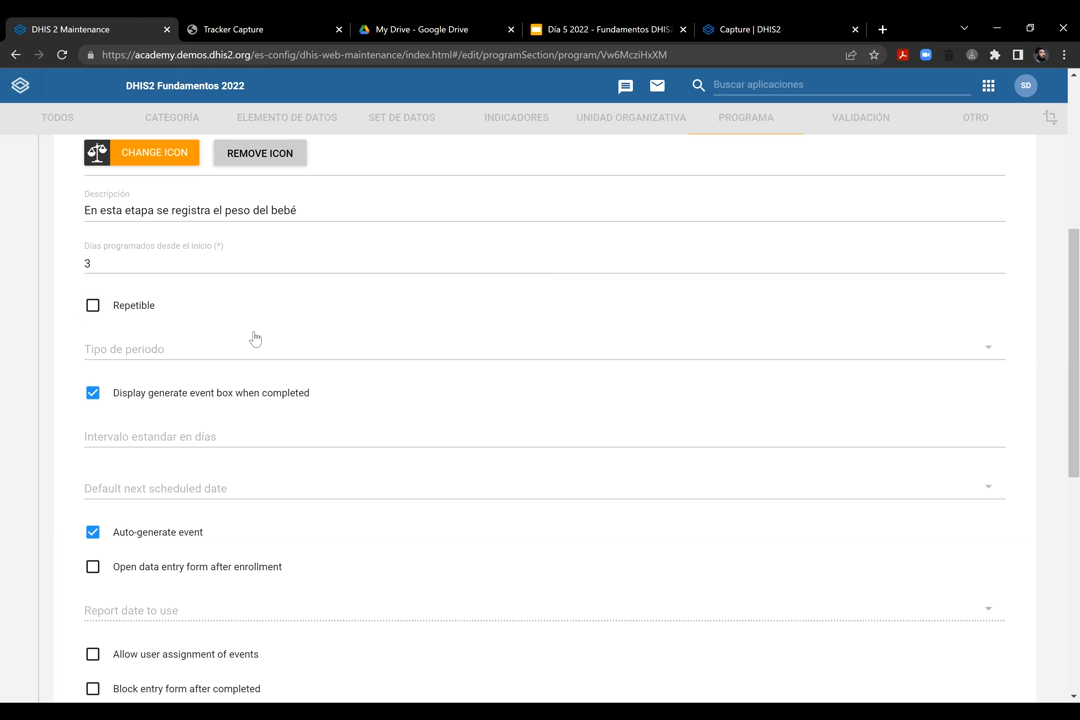 DHIS 2 Maintenance
Tracker Capture
My Drive - Google Drive
Día 5 2022 - Fundamentos DHIS
Capture | DHIS2
https://academy.demos.dhis2.org/es-config/dhis-web-maintenance/index.html#/edit/programSection/program/Vw6McziHxXM
DHIS2 Fundamentos 2022
Buscar aplicaciones
SD
TODOS
CATEGORÍA
ELEMENTO DE DATOS
SET DE DATOS
INDICADORES
UNIDAD ORGANIZATIVA
PROGRAMA
VALIDACIÓN
OTRO
CHANGE ICON
REMOVE ICON
Descripción
En esta etapa se registra el peso del bebé
Días programados desde el inicio (*)
3
Repetible
Tipo de periodo
Display generate event box when completed
Intervalo estandar en días
Default next scheduled date
Auto-generate event
Open data entry form after enrollment
Report date to use
Allow user assignment of events
Block entry form after completed